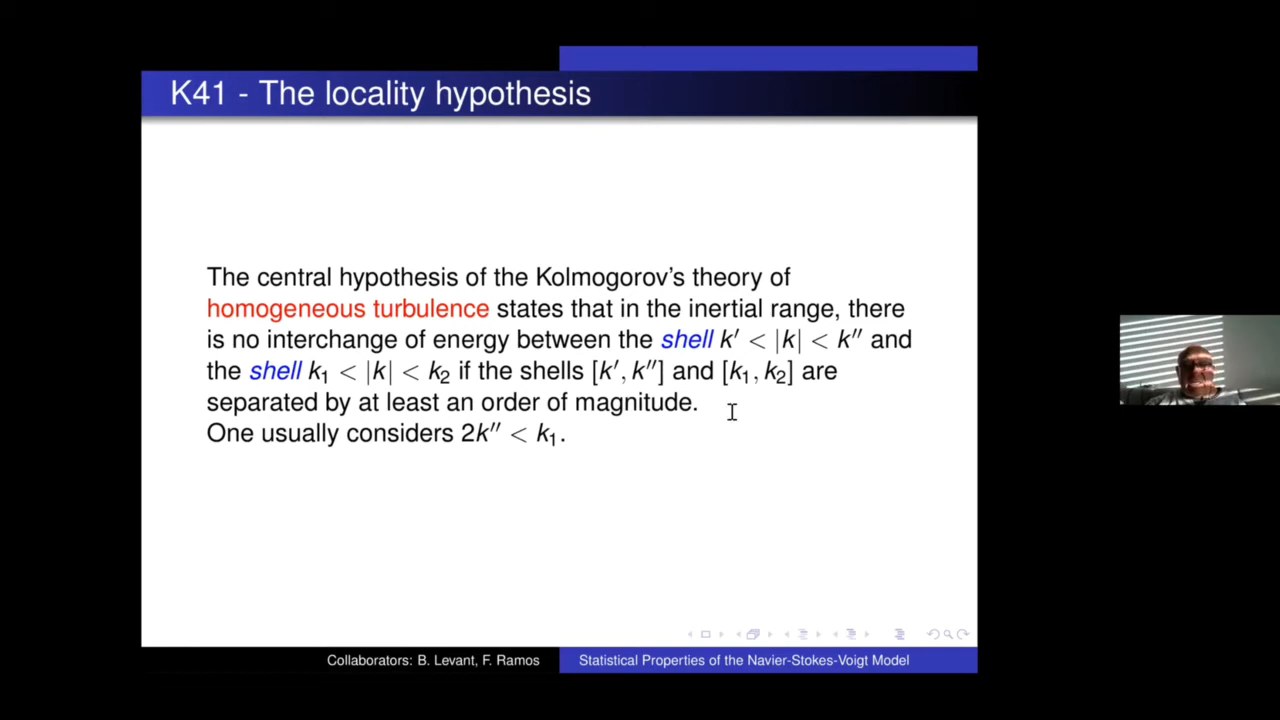 K41 - The locality hypothesis
The central hypothesis of the Kolmogorov's theory of
homogeneous turbulence states that in the inertial range, there
is no interchange of energy between the shell k′ < |k| < k″ and
the shell k₁ < |k| < k₂ if the shells [k′, k″] and [k₁, k₂] are
separated by at least an order of magnitude.
One usually considers 2k″ < k₁.
Collaborators: B. Levant, F. Ramos
Statistical Properties of the Navier-Stokes-Voigt Model